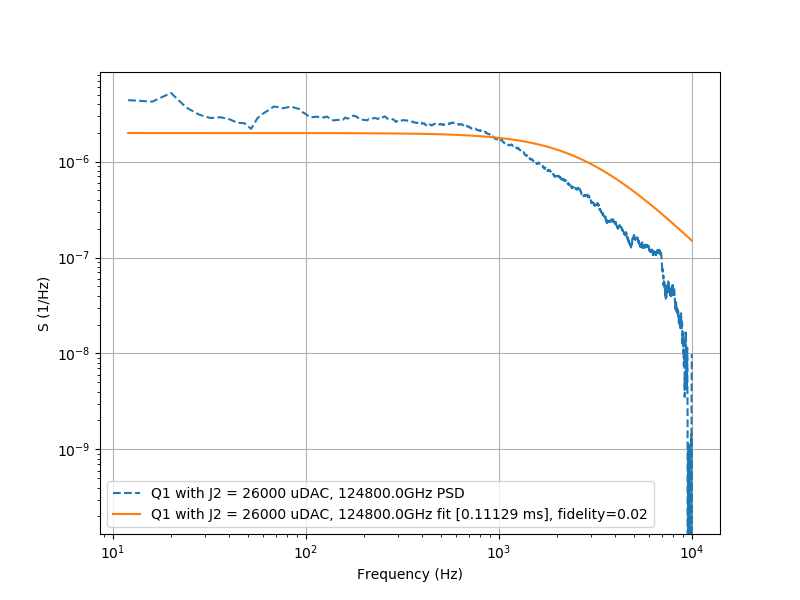 S (1/Hz)
10⁻⁶
10⁻⁷
10⁻⁸
10⁻⁹
Q1 with J2 = 26000 uDAC, 124800.0GHz PSD
Q1 with J2 = 26000 uDAC, 124800.0GHz fit [0.11129 ms], fidelity=0.02
10¹ 10² 10³ 10⁴
Frequency (Hz)